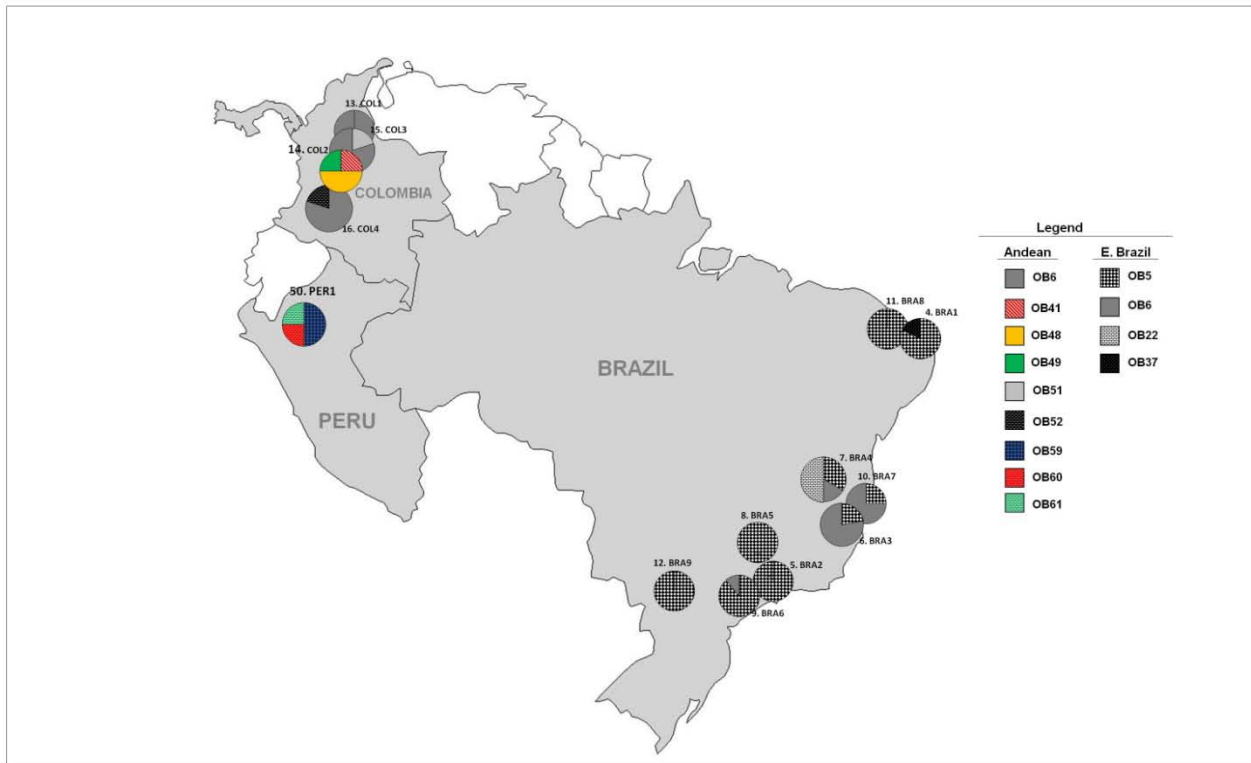 13. COL1
15. COL3
14. COL2
COLOMBIA
16. COL4
50. PER1
PERU
BRAZIL
11. BRA8
4. BRA1
7. BRA4
10. BRA7
6. BRA3
8. BRA5
5. BRA2
12. BRA9
9. BRA6
Legend
Andean
OB6
OB41
OB48
OB49
OB51
OB52
OB59
OB60
OB61
E. Brazil
OB5
OB6
OB22
OB37